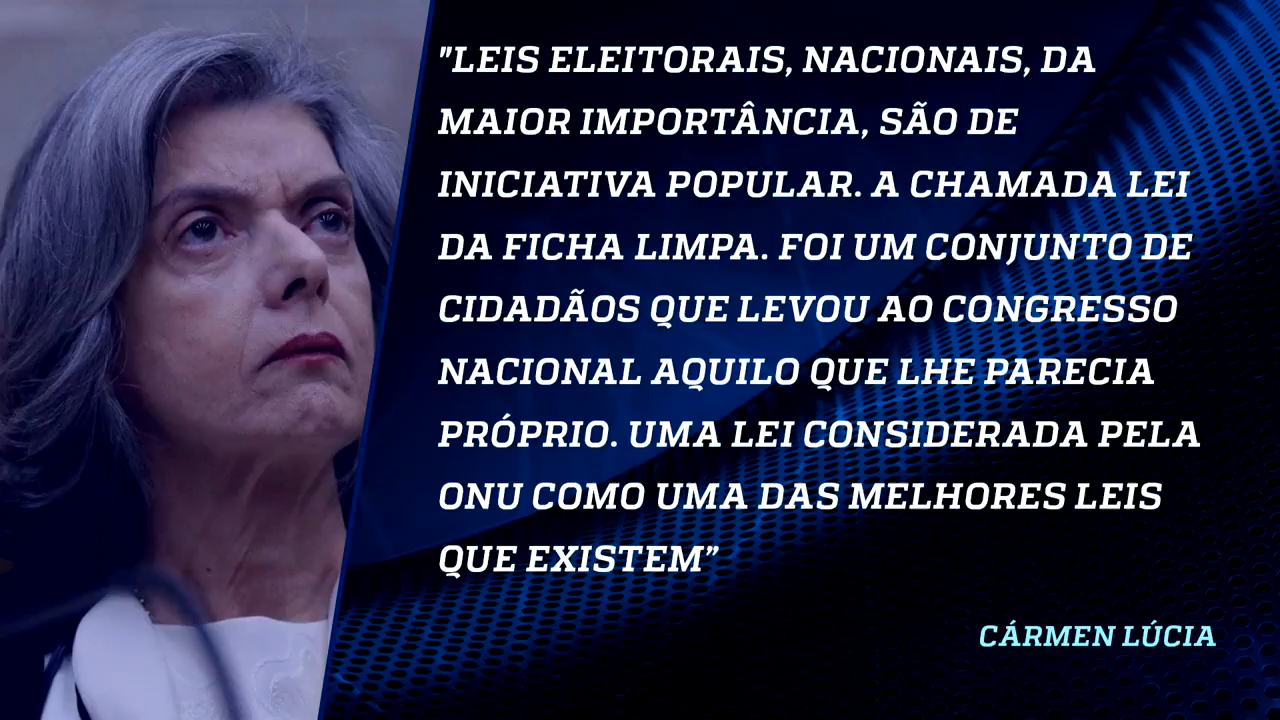 "LEIS ELEITORAIS, NACIONAIS, DA
MAIOR IMPORTÂNCIA, SÃO DE
INICIATIVA POPULAR. A CHAMADA LEI
DA FICHA LIMPA. FOI UM CONJUNTO DE
CIDADÃOS QUE LEVOU AO CONGRESSO
NACIONAL AQUILO QUE LHE PARECIA
PRÓPRIO. UMA LEI CONSIDERADA PELA
ONU COMO UMA DAS MELHORES LEIS
QUE EXISTEM”
CÁRMEN LÚCIA